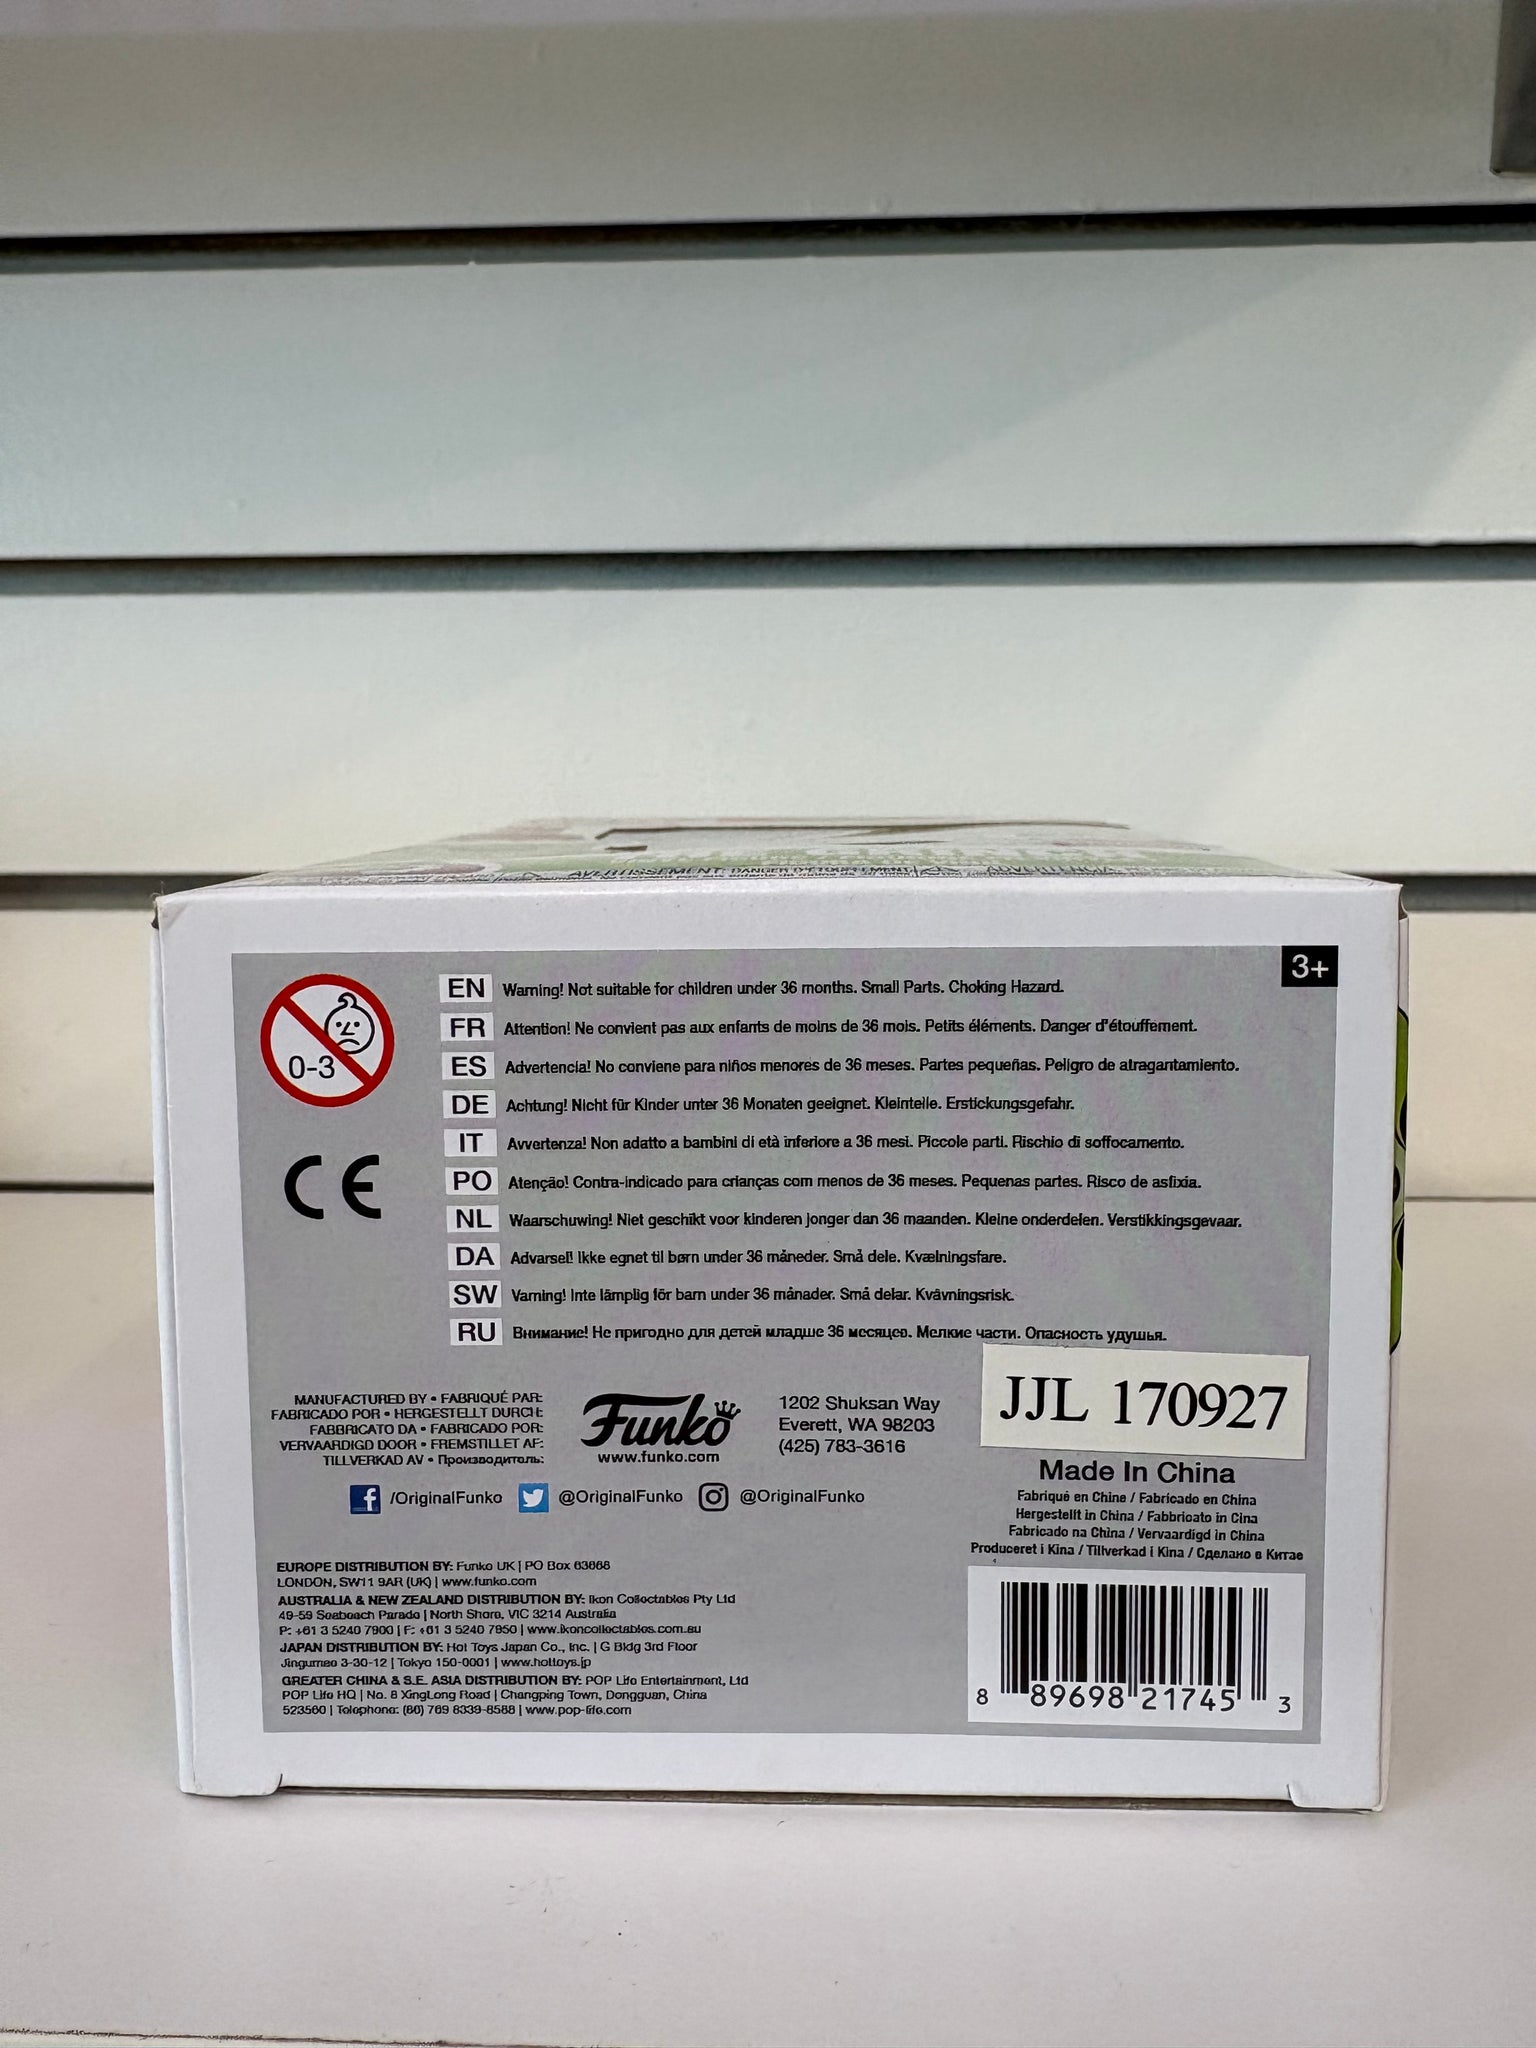 AVERTISSEMENT: DANGER D'ÉTOUFFEMENT
ADVERTENCIA:
3+
0-3
CE
EN Warning! Not suitable for children under 36 months. Small Parts. Choking Hazard.
FR Attention! Ne convient pas aux enfants de moins de 36 mois. Petits éléments. Danger d'étouffement.
ES Advertencia! No conviene para niños menores de 36 meses. Partes pequeñas. Peligro de atragantamiento.
DE Achtung! Nicht für Kinder unter 36 Monaten geeignet. Kleinteile. Erstickungsgefahr.
IT Avvertenza! Non adatto a bambini di età inferiore a 36 mesi. Piccole parti. Rischio di soffocamento.
PO Atenção! Contra-indicado para crianças com menos de 36 meses. Pequenas partes. Risco de asfixia.
NL Waarschuwing! Niet geschikt voor kinderen jonger dan 36 maanden. Kleine onderdelen. Verstikkingsgevaar.
DA Advarsel! Ikke egnet til børn under 36 måneder. Små dele. Kvælningsfare.
SW Varning! Inte lämplig för barn under 36 månader. Små delar. Kvävningsrisk.
RU Внимание! Не пригодно для детей младше 36 месяцев. Мелкие части. Опасность удушья.
MANUFACTURED BY • FABRIQUÉ PAR:
FABRICADO POR • HERGESTELLT DURCH:
FABBRICATO DA • FABRICADO POR:
VERVAARDIGD DOOR • FREMSTILLET AF:
TILLVERKAD AV • Производитель:
Funko
www.funko.com
1202 Shuksan Way
Everett, WA 98203
(425) 783-3616
JJL 170927
/OriginalFunko @OriginalFunko @OriginalFunko
Made In China
Fabriqué en Chine / Fabricado en China
Hergestellt in China / Fabbricato in Cina
Fabricado na China / Vervaardigd in China
Produceret i Kina / Tillverkad i Kina / Сделано в Китае
EUROPE DISTRIBUTION BY: Funko UK | PO Box 63868
LONDON, SW11 9AR (UK) | www.funko.com
AUSTRALIA & NEW ZEALAND DISTRIBUTION BY: Ikon Collectables Pty Ltd
49-59 Seabeach Parade | North Shore, VIC 3214 Australia
P: +61 3 5240 7900 | F: +61 3 5240 7950 | www.ikoncollectables.com.au
JAPAN DISTRIBUTION BY: Hot Toys Japan Co., Inc. | G Bldg 3rd Floor
Jingumae 3-30-12 | Tokyo 150-0001 | www.hottoys.jp
GREATER CHINA & S.E. ASIA DISTRIBUTION BY: POP Life Entertainment, Ltd
POP Life HQ | No. 8 XingLong Road | Changping Town, Dongguan, China
523560 | Telephone: (86) 769 8339-8588 | www.pop-life.com
8 89698 21745 3